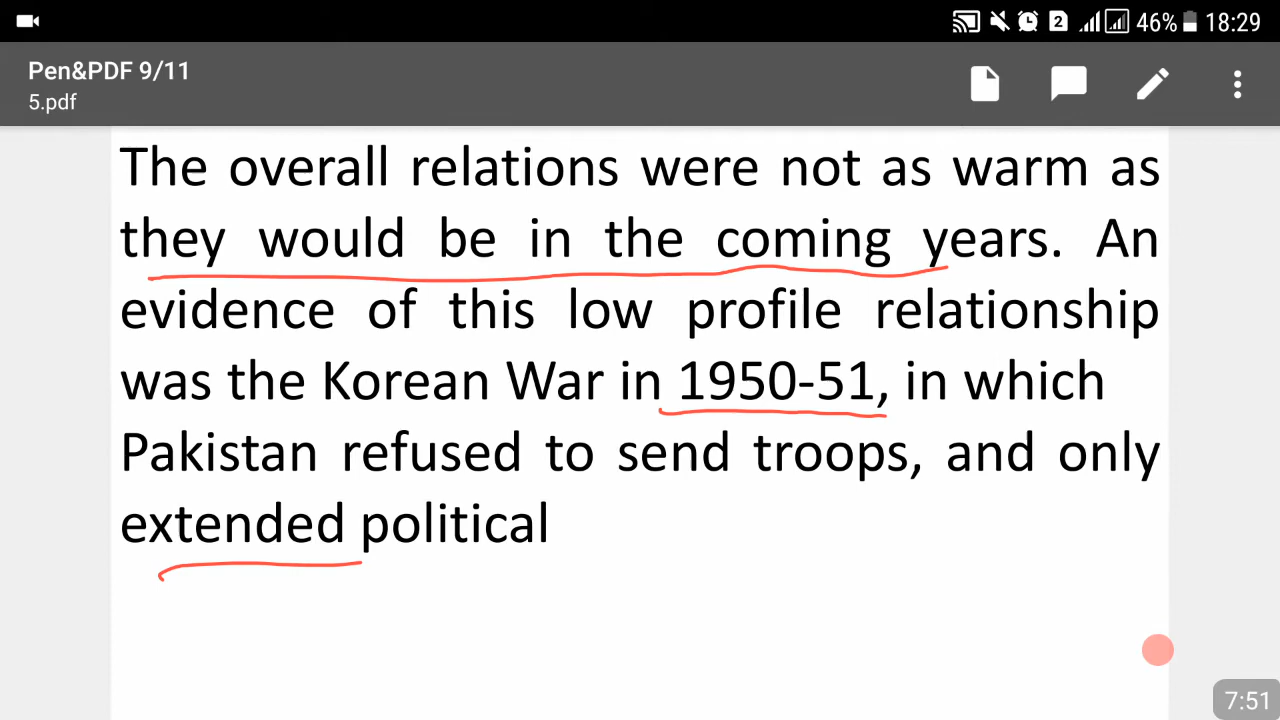 2 46% 18:29
Pen&PDF 9/11
5.pdf
The overall relations were not as warm as
they would be in the coming years. An
evidence of this low profile relationship
was the Korean War in 1950-51, in which
Pakistan refused to send troops, and only
extended political
7:51